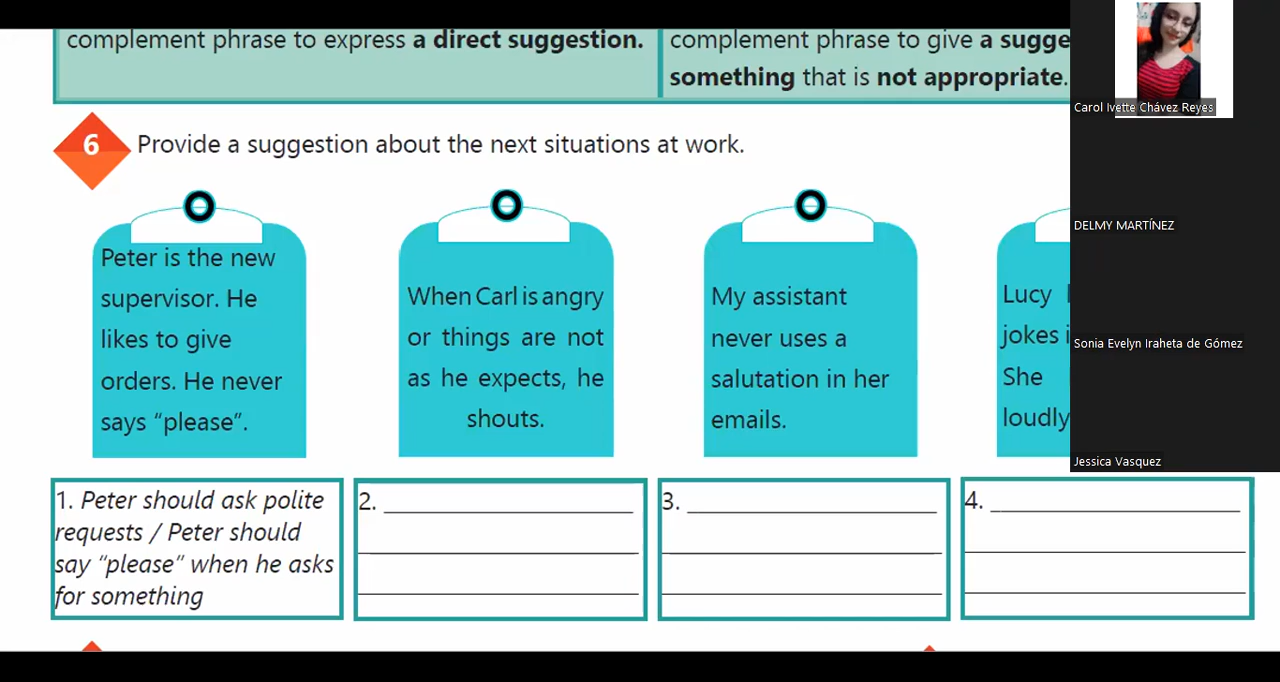 complement phrase to express a direct suggestion.
complement phrase to give a sugge
something that is not appropriate.
Carol Ivette Chávez Reyes
6
Provide a suggestion about the next situations at work.
DELMY MARTÍNEZ
Peter is the new
supervisor. He
likes to give
orders. He never
says “please”.
When Carl is angry
or things are not
as he expects, he
shouts.
My assistant
never uses a
salutation in her
emails.
Lucy
jokes
She
loudly
Sonia Evelyn Iraheta de Gómez
Jessica Vasquez
1. Peter should ask polite
requests / Peter should
say “please” when he asks
for something
2.
3.
4.